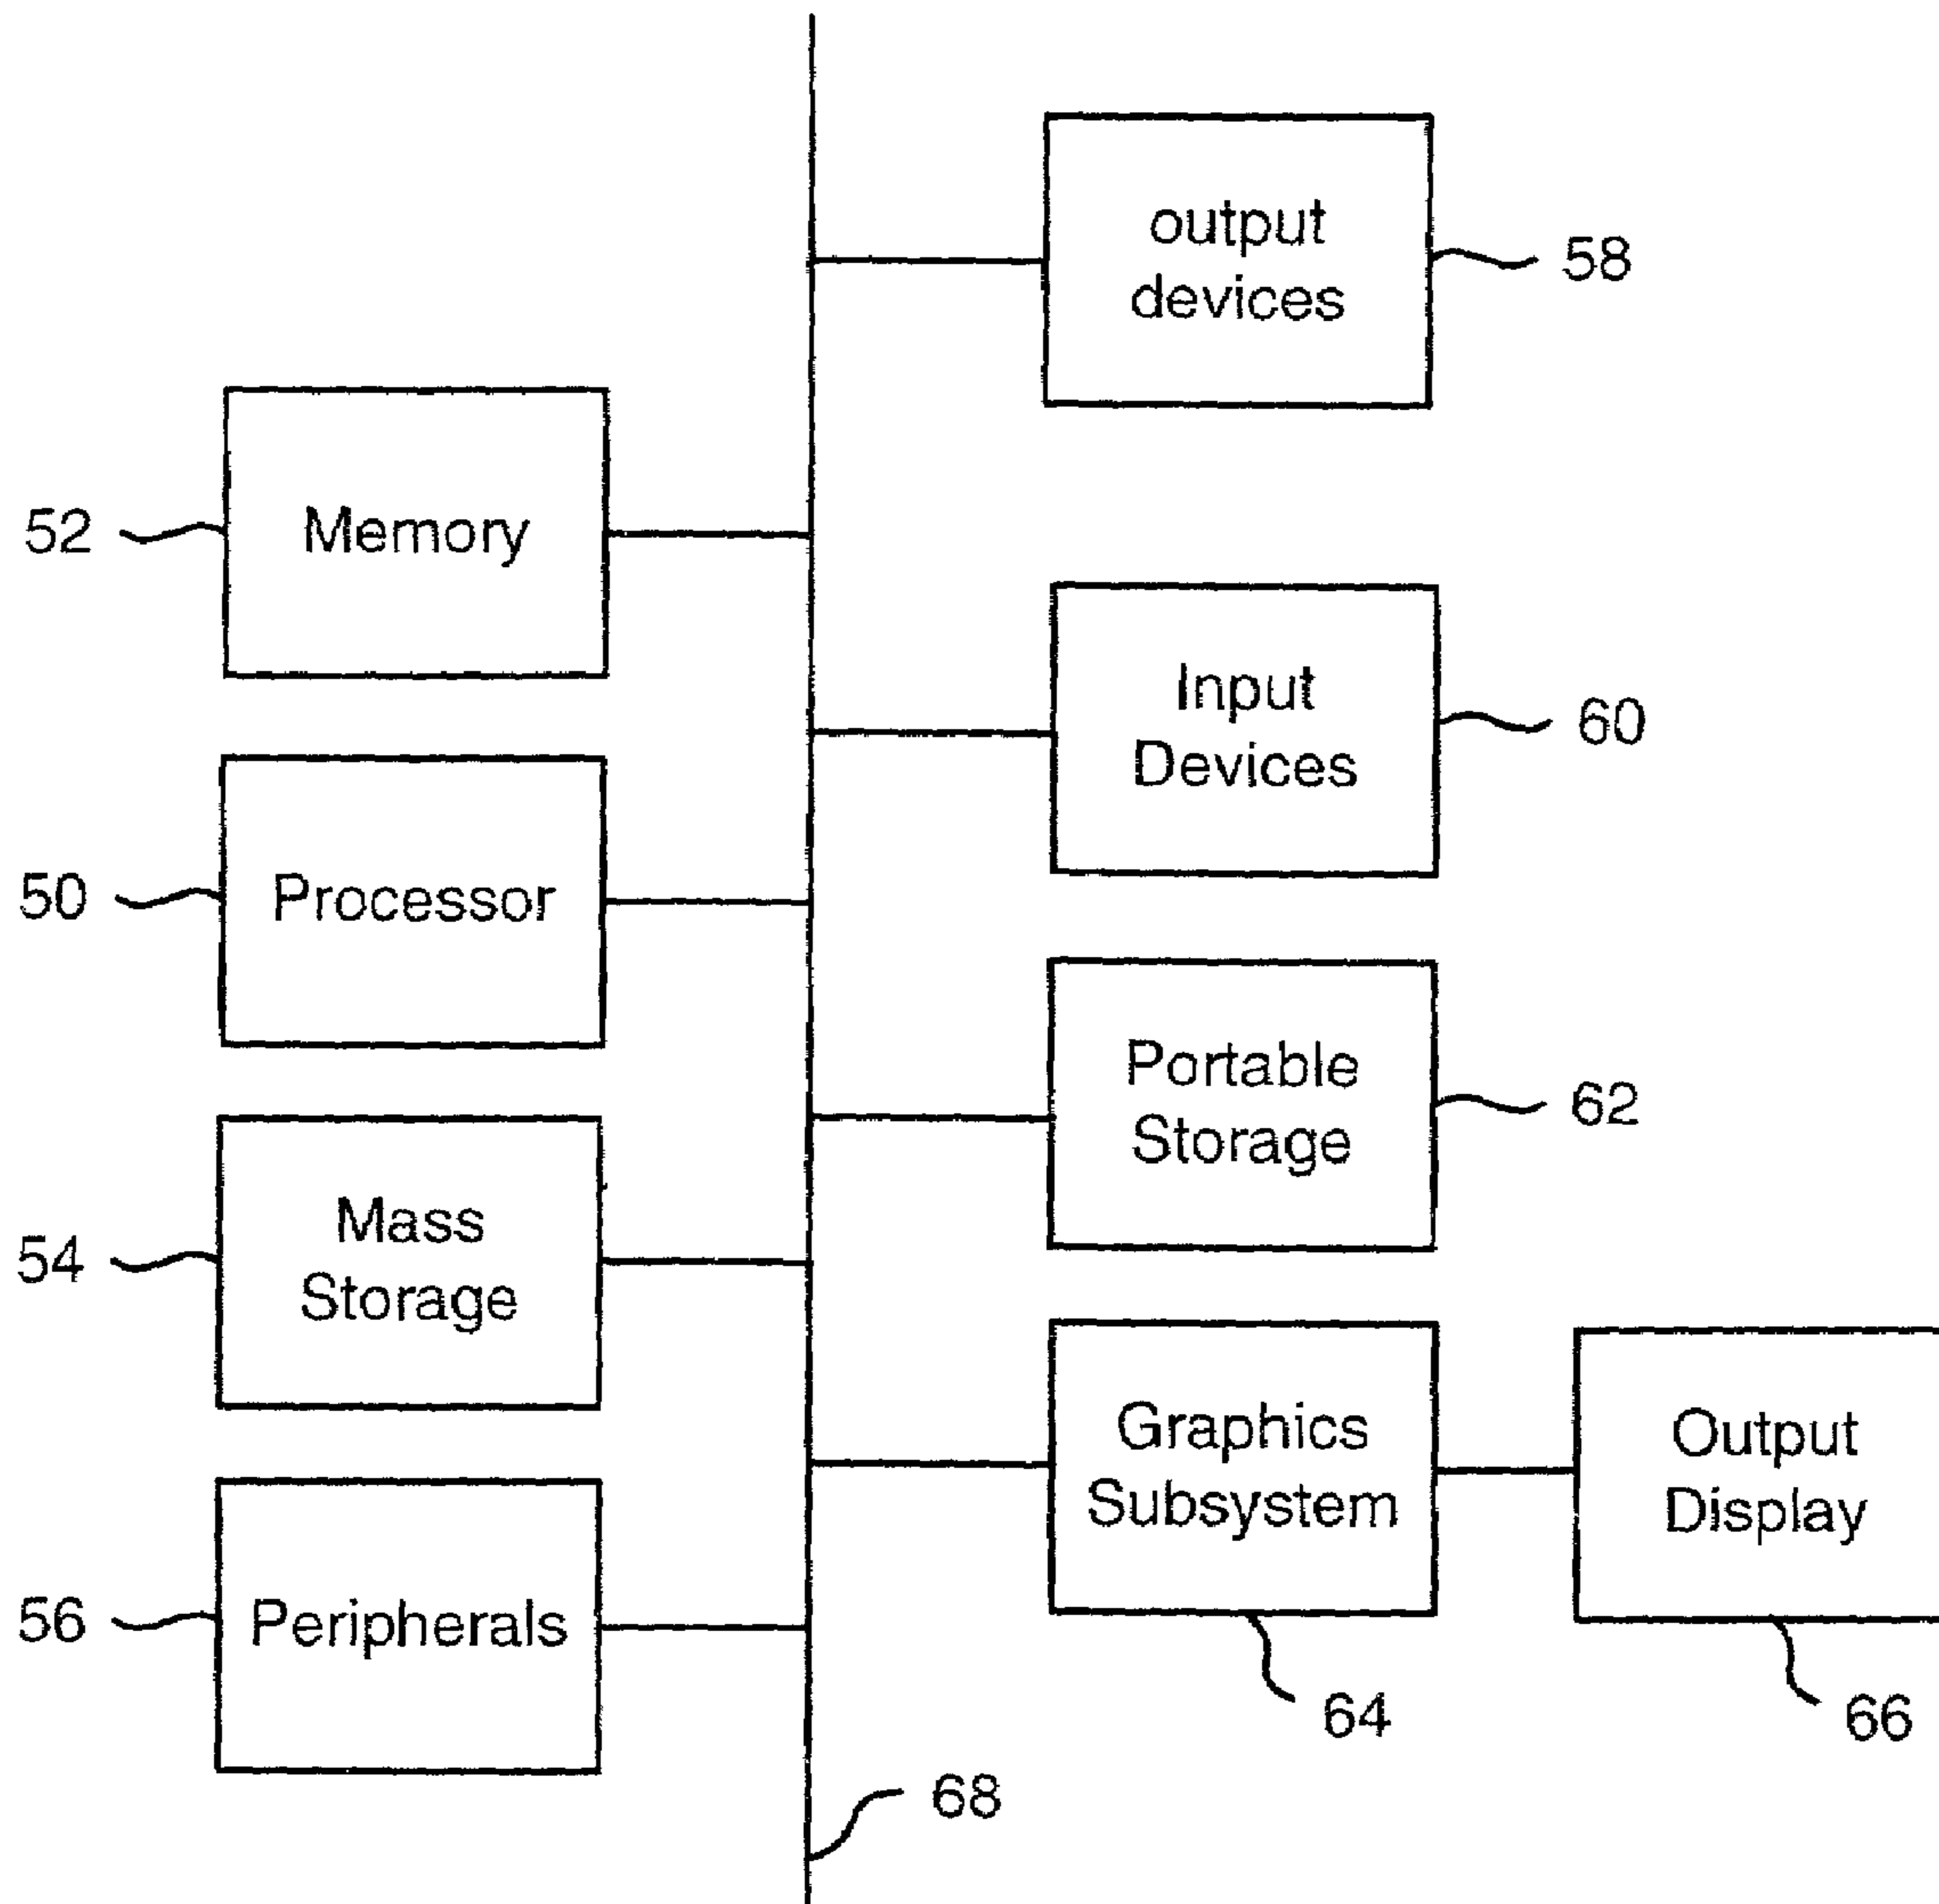 output
devices
58
52
Memory
Input
Devices
60
50
Processor
Portable
Storage
62
54
Mass
Storage
Graphics
Subsystem
Output
Display
56
Peripherals
64
66
68